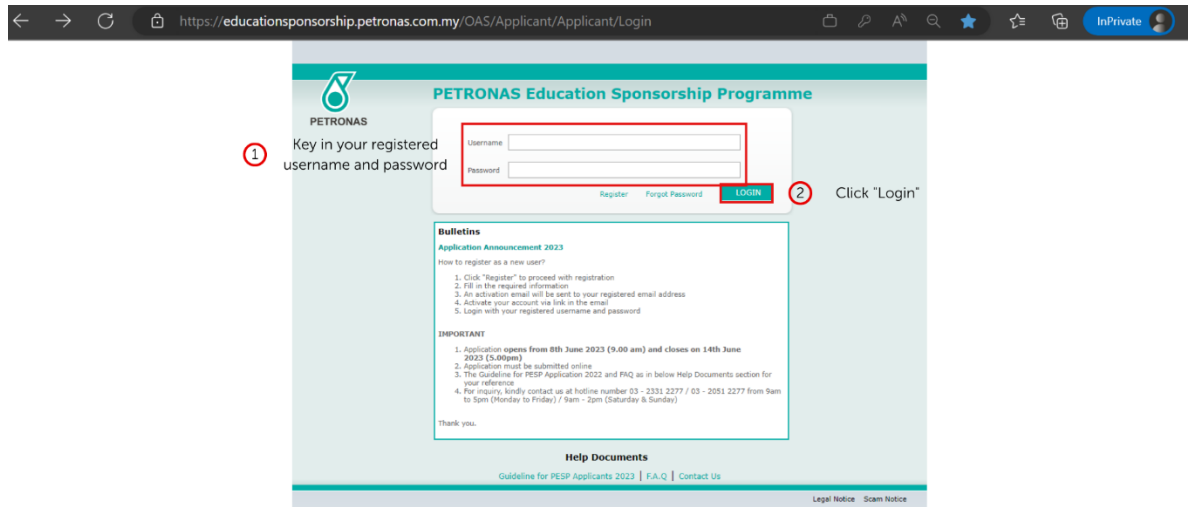 https://educationsponsorship.petronas.com.my/OAS/Applicant/Applicant/Login
InPrivate
PETRONAS
PETRONAS Education Sponsorship Programme
1
Key in your registered
username and password
Username
Password
Register Forgot Password LOGIN
2
Click "Login"
Bulletins
Application Announcement 2023
How to register as a new user?
1. Click "Register" to proceed with registration
2. Fill in the required information
3. An activation email will be sent to your registered email address
4. Activate your account via link in the email
5. Login with your registered username and password
IMPORTANT
1. Application opens from 8th June 2023 (9.00 am) and closes on 14th June
2023 (5.00pm)
2. Application must be submitted online
3. The Guideline for PESP Application 2022 and FAQ as in below Help Documents section for
your reference
4. For inquiry, kindly contact us at hotline number 03 - 2331 2277 / 03 - 2051 2277 from 9am
to 5pm (Monday to Friday) / 9am - 2pm (Saturday & Sunday)
Thank you.
Help Documents
Guideline for PESP Applicants 2023 | F.A.Q | Contact Us
Legal Notice Scam Notice